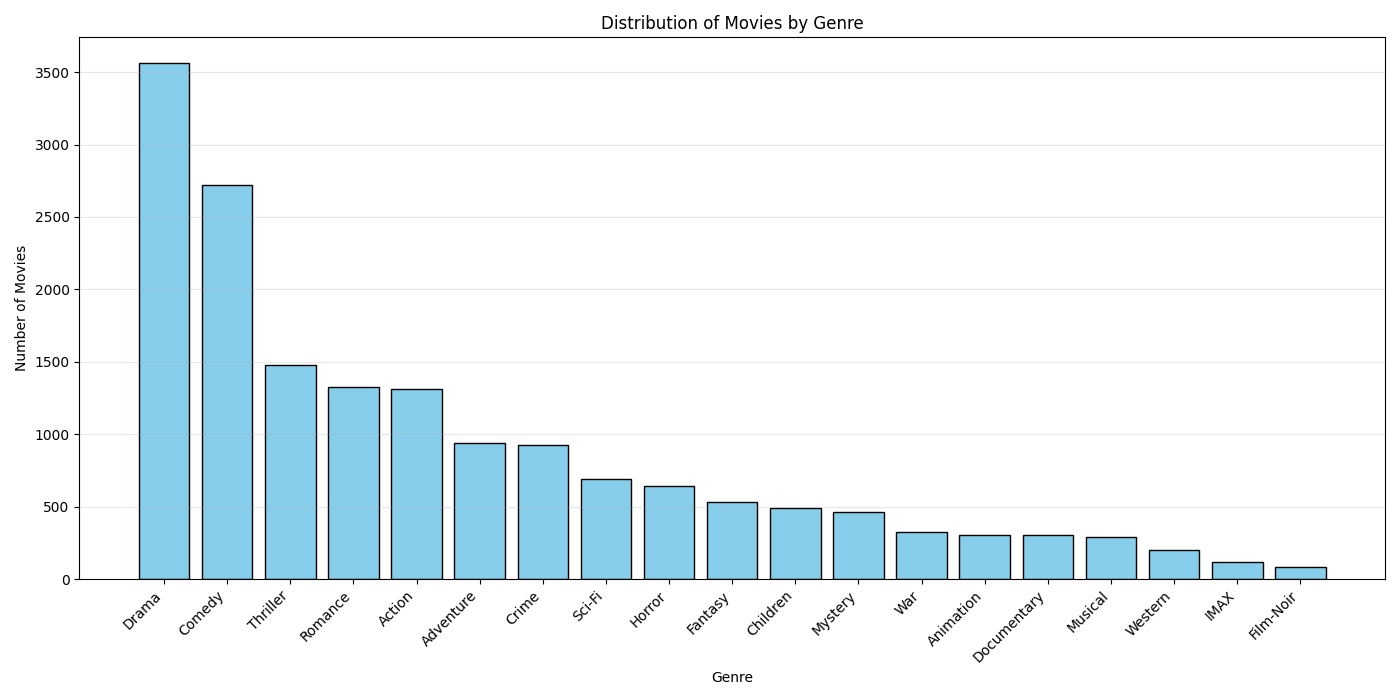 Distribution of Movies by Genre
Number of Movies
3500
3000
2500
2000
1500
1000
500
0
Drama
Comedy
Thriller
Romance
Action
Adventure
Crime
Sci-Fi
Horror
Fantasy
Children
Mystery
War
Animation
Documentary
Musical
Western
IMAX
Film-Noir
Genre